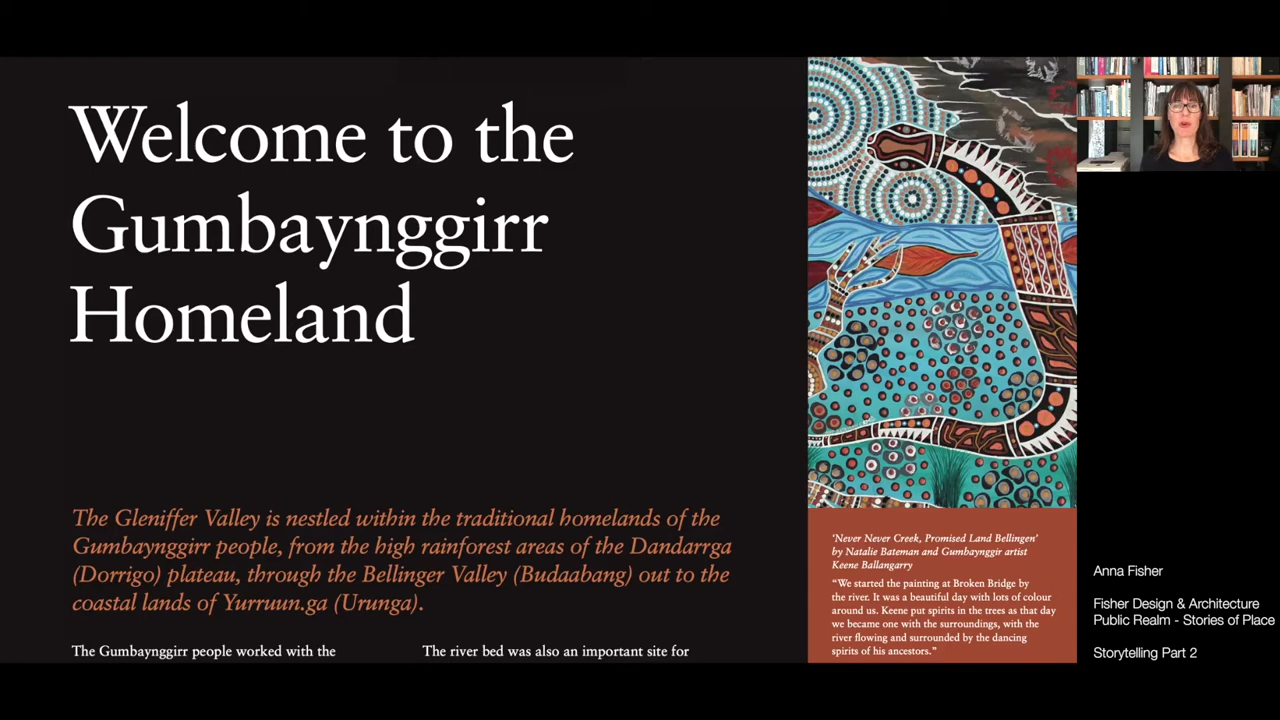 Welcome to the
Gumbaynggirr
Homeland
The Gleniffer Valley is nestled within the traditional homelands of the
Gumbaynggirr people, from the high rainforest areas of the Dandarrga
(Dorrigo) plateau, through the Bellinger Valley (Budaabang) out to the
coastal lands of Yurruun.ga (Urunga).
The Gumbaynggirr people worked with the
The river bed was also an important site for
'Never Never Creek, Promised Land Bellingen'
by Natalie Bateman and Gumbaynggir artist
Keene Ballangarry
"We started the painting at Broken Bridge by
the river. It was a beautiful day with lots of colour
around us. Keene put spirits in the trees as that day
we became one with the surroundings, with the
river flowing and surrounded by the dancing
spirits of his ancestors."
Anna Fisher
Fisher Design & Architecture
Public Realm - Stories of Place
Storytelling Part 2